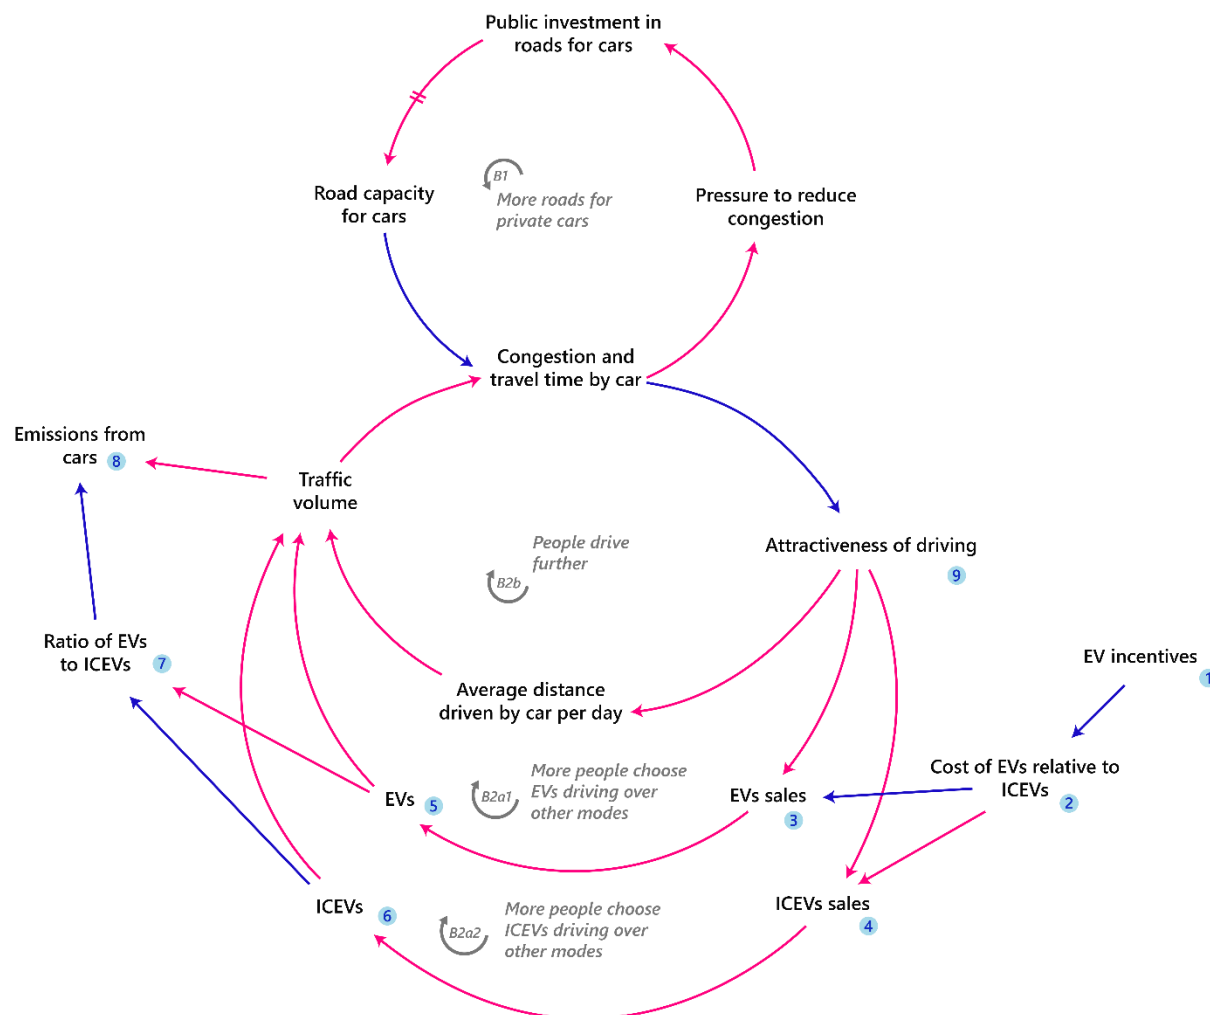 Public investment in
roads for cars
B1
More roads for
private cars
Road capacity
for cars
Pressure to reduce
congestion
Congestion and
travel time by car
Emissions from
cars 8
Traffic
volume
People drive
further
B2b
Attractiveness of driving
9
Ratio of EVs
to ICEVs 7
EV incentives
1
Average distance
driven by car per day
Cost of EVs relative to
ICEVs
2
More people choose
EVs driving over
other modes
B2a1
EVs 5
EVs sales
3
ICEVs 6
More people choose
ICEVs driving over
other modes
B2a2
ICEVs sales
4